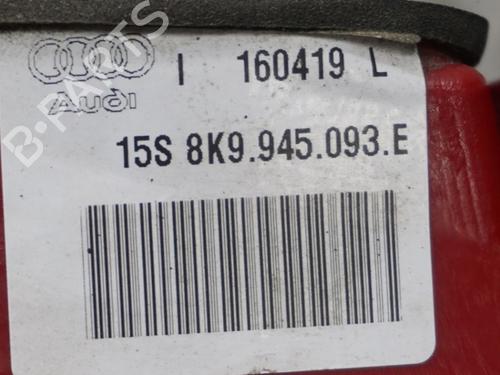 I 160419 L
Audi
15S 8K9.945.093.E
B-PARTS